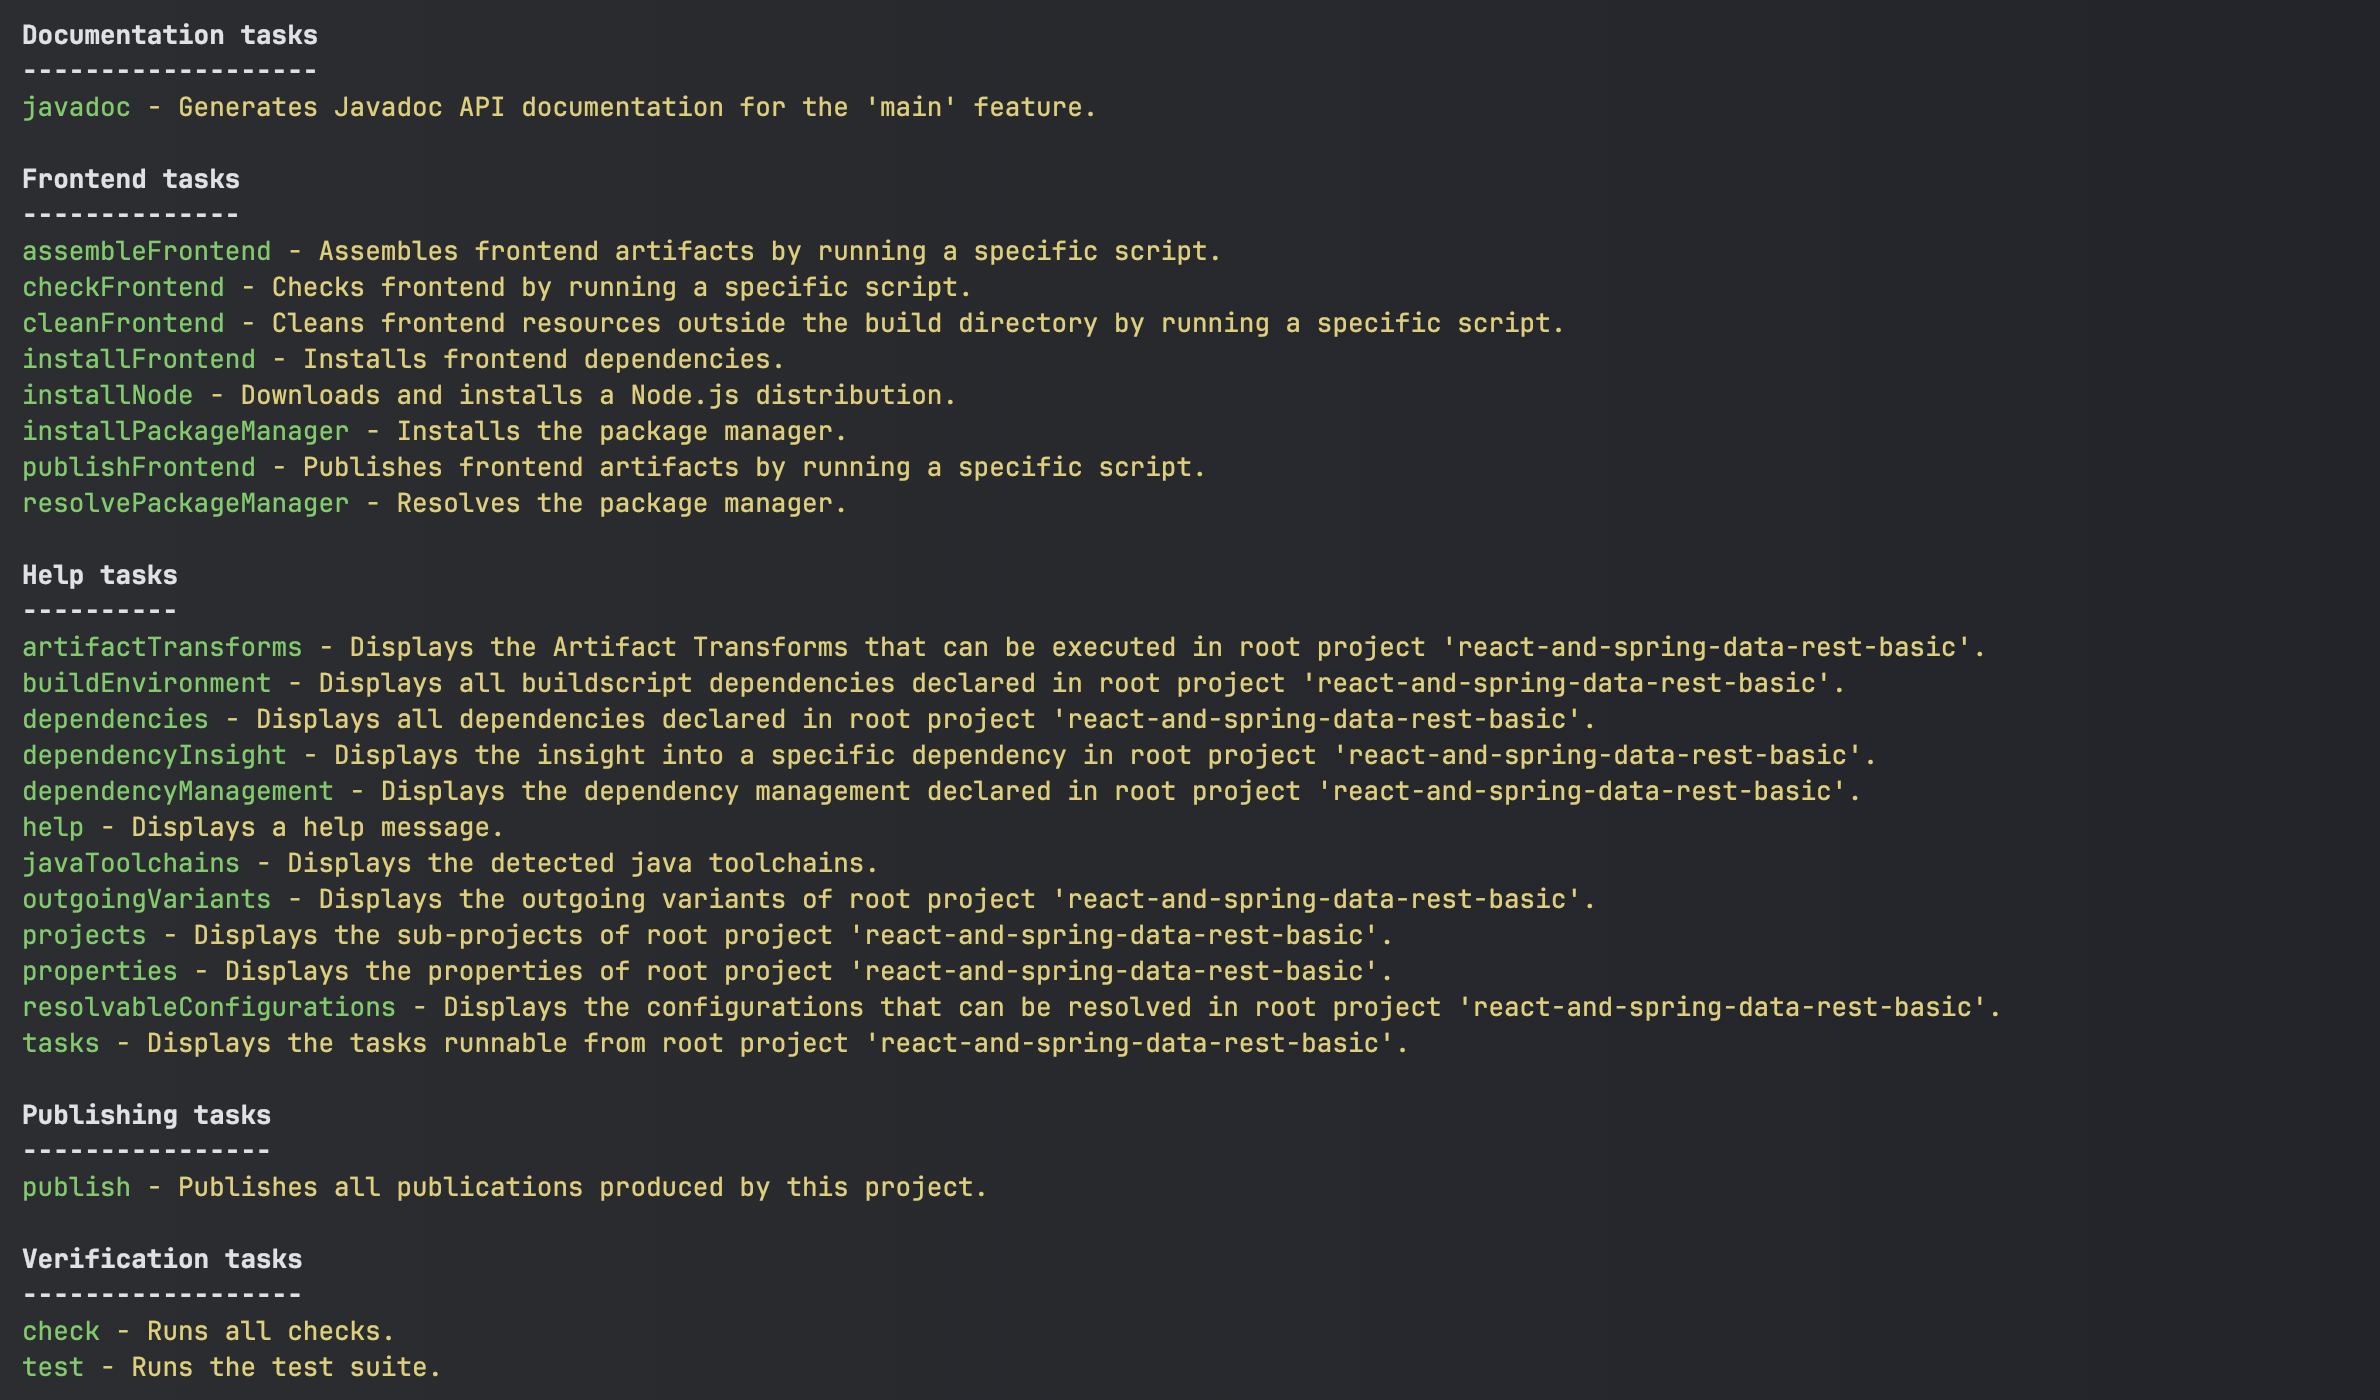 Documentation tasks
-------------------
javadoc - Generates Javadoc API documentation for the 'main' feature.

Frontend tasks
--------------
assembleFrontend - Assembles frontend artifacts by running a specific script.
checkFrontend - Checks frontend by running a specific script.
cleanFrontend - Cleans frontend resources outside the build directory by running a specific script.
installFrontend - Installs frontend dependencies.
installNode - Downloads and installs a Node.js distribution.
installPackageManager - Installs the package manager.
publishFrontend - Publishes frontend artifacts by running a specific script.
resolvePackageManager - Resolves the package manager.

Help tasks
----------
artifactTransforms - Displays the Artifact Transforms that can be executed in root project 'react-and-spring-data-rest-basic'.
buildEnvironment - Displays all buildscript dependencies declared in root project 'react-and-spring-data-rest-basic'.
dependencies - Displays all dependencies declared in root project 'react-and-spring-data-rest-basic'.
dependencyInsight - Displays the insight into a specific dependency in root project 'react-and-spring-data-rest-basic'.
dependencyManagement - Displays the dependency management declared in root project 'react-and-spring-data-rest-basic'.
help - Displays a help message.
javaToolchains - Displays the detected java toolchains.
outgoingVariants - Displays the outgoing variants of root project 'react-and-spring-data-rest-basic'.
projects - Displays the sub-projects of root project 'react-and-spring-data-rest-basic'.
properties - Displays the properties of root project 'react-and-spring-data-rest-basic'.
resolvableConfigurations - Displays the configurations that can be resolved in root project 'react-and-spring-data-rest-basic'.
tasks - Displays the tasks runnable from root project 'react-and-spring-data-rest-basic'.

Publishing tasks
----------------
publish - Publishes all publications produced by this project.

Verification tasks
------------------
check - Runs all checks.
test - Runs the test suite.